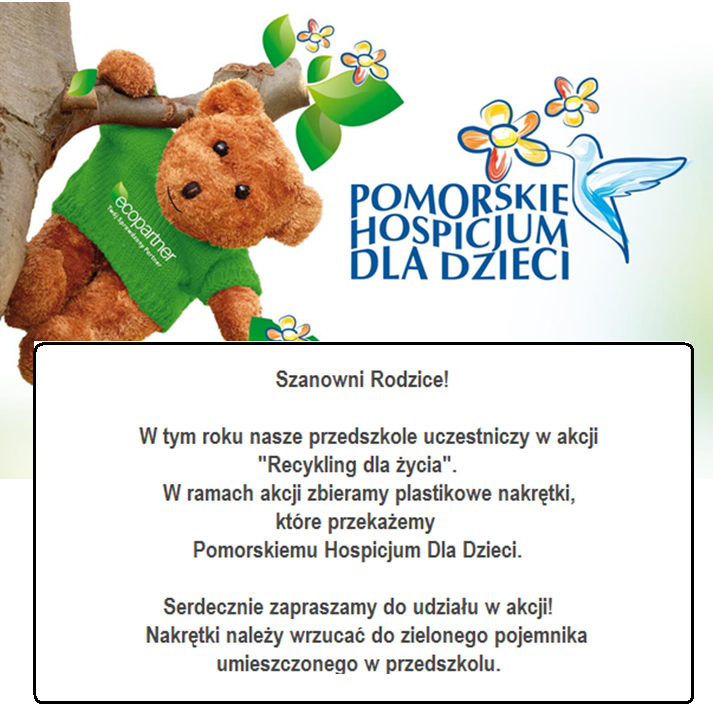 ecopartner
Twój Sprawdzony Partner
POMORSKIE
HOSPICJUM
DLA DZIECI
Szanowni Rodzice!
W tym roku nasze przedszkole uczestniczy w akcji
"Recykling dla życia".
W ramach akcji zbieramy plastikowe nakrętki,
które przekażemy
Pomorskiemu Hospicjum Dla Dzieci.
Serdecznie zapraszamy do udziału w akcji!
Nakrętki należy wrzucać do zielonego pojemnika
umieszczonego w przedszkolu.